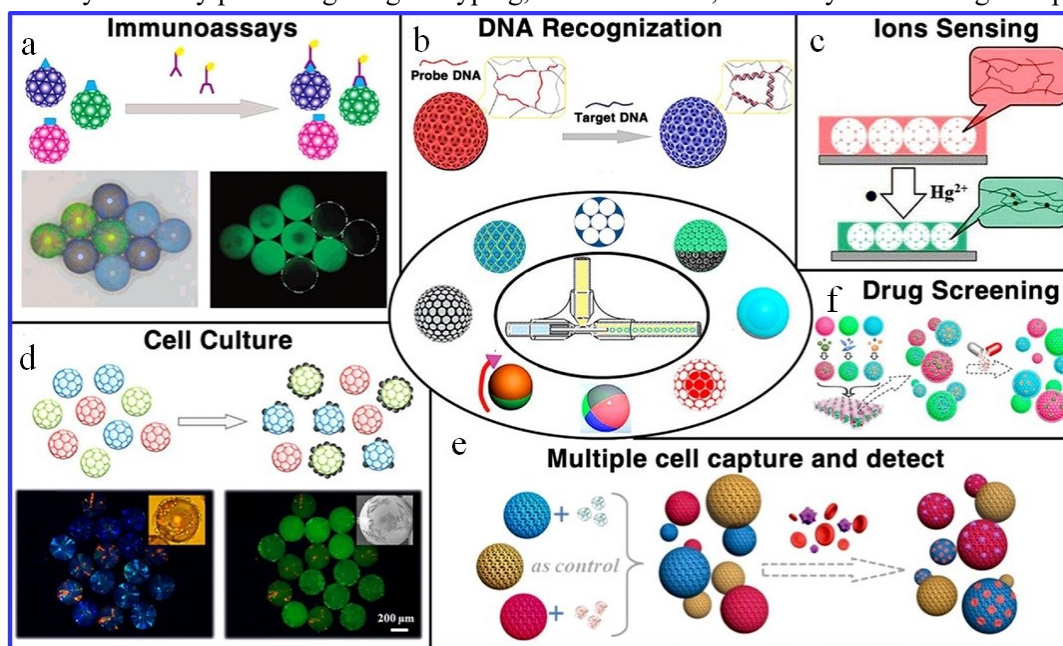 Immunoassays
a
DNA Recognization
b
Probe DNA
Target DNA
Ions Sensing
c
Hg²⁺
d
Cell Culture
200 μm
f
Drug Screening
e
Multiple cell capture and detect
+
as control
+